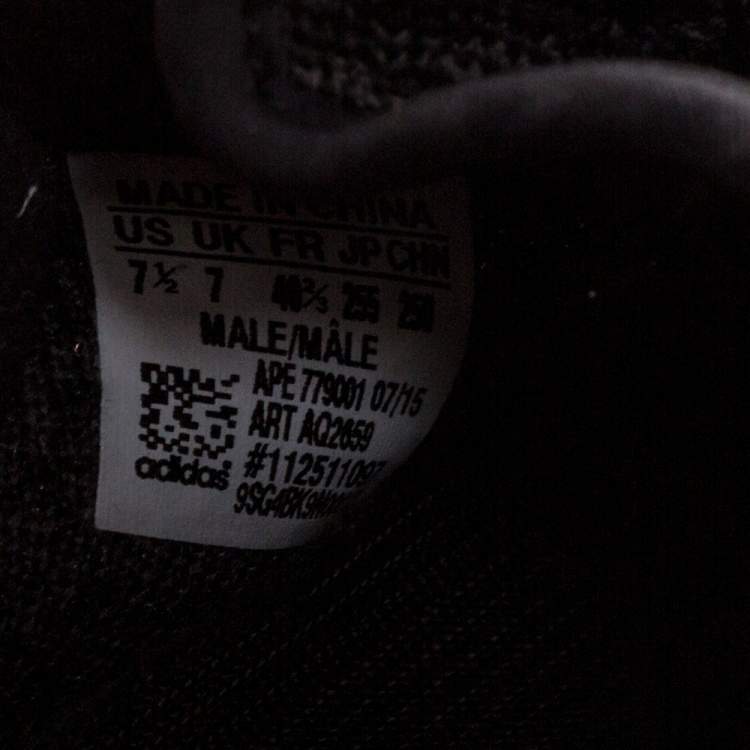 MADE IN CHINA
US UK FR JP CHN
7½ 7 40⅔ 255 250
MALE/MÂLE
APE 779001 07/15
ART AQ2659
adidas